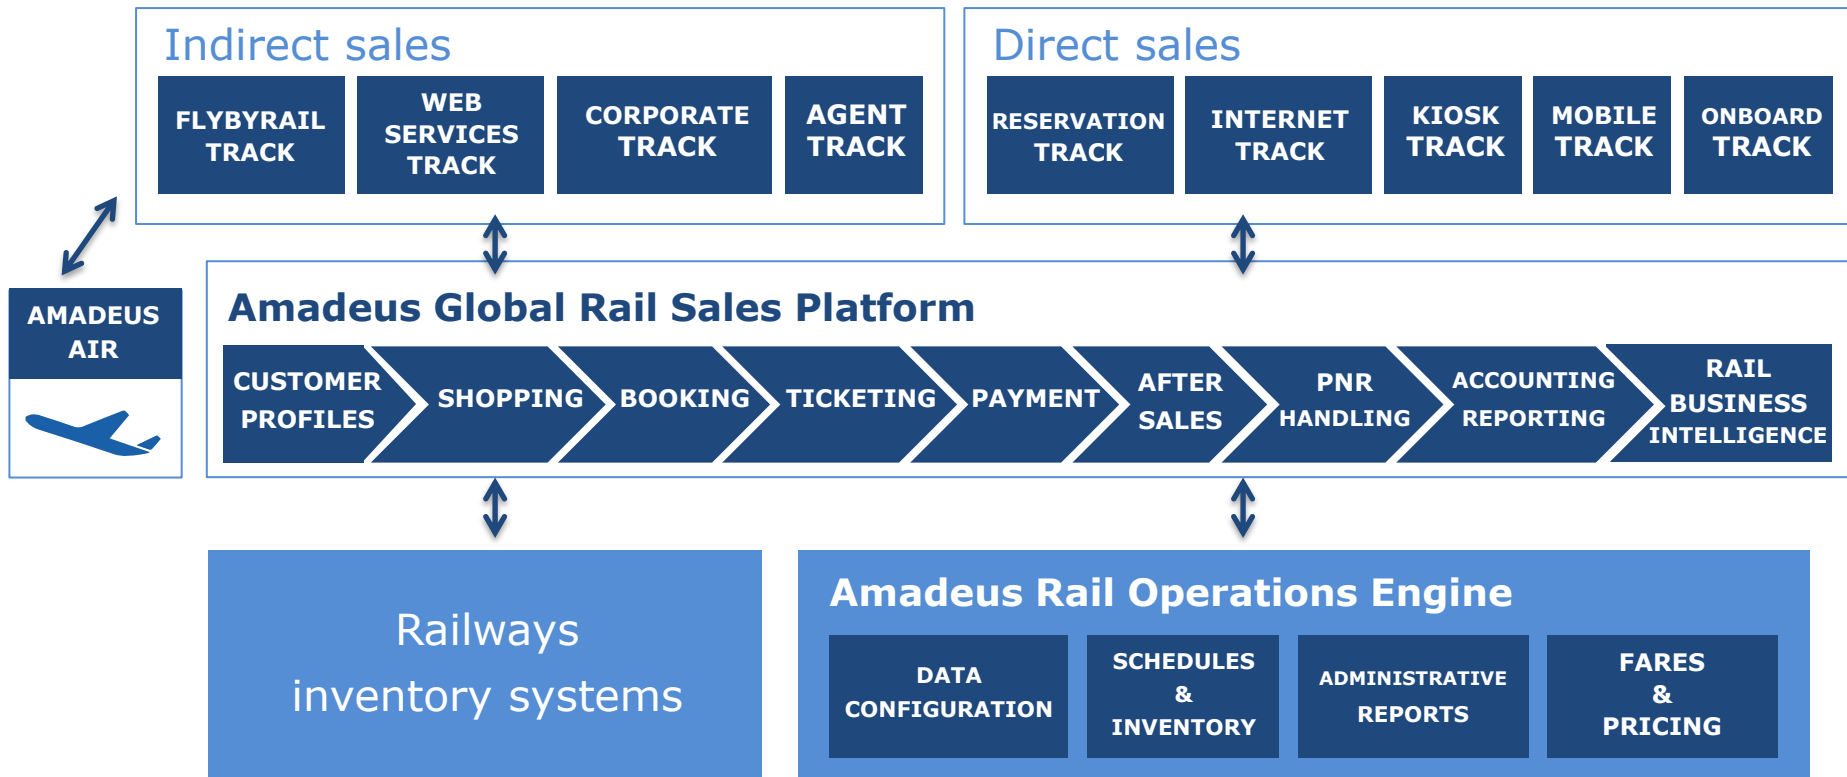 Indirect sales
FLYBYRAIL
TRACK
WEB
SERVICES
TRACK
CORPORATE
TRACK
AGENT
TRACK
Direct sales
RESERVATION
TRACK
INTERNET
TRACK
KIOSK
TRACK
MOBILE
TRACK
ONBOARD
TRACK
AMADEUS
AIR
Amadeus Global Rail Sales Platform
CUSTOMER
PROFILES
SHOPPING
BOOKING
TICKETING
PAYMENT
AFTER
SALES
PNR
HANDLING
ACCOUNTING
REPORTING
RAIL
BUSINESS
INTELLIGENCE
Railways
inventory systems
Amadeus Rail Operations Engine
DATA
CONFIGURATION
SCHEDULES
&
INVENTORY
ADMINISTRATIVE
REPORTS
FARES
&
PRICING